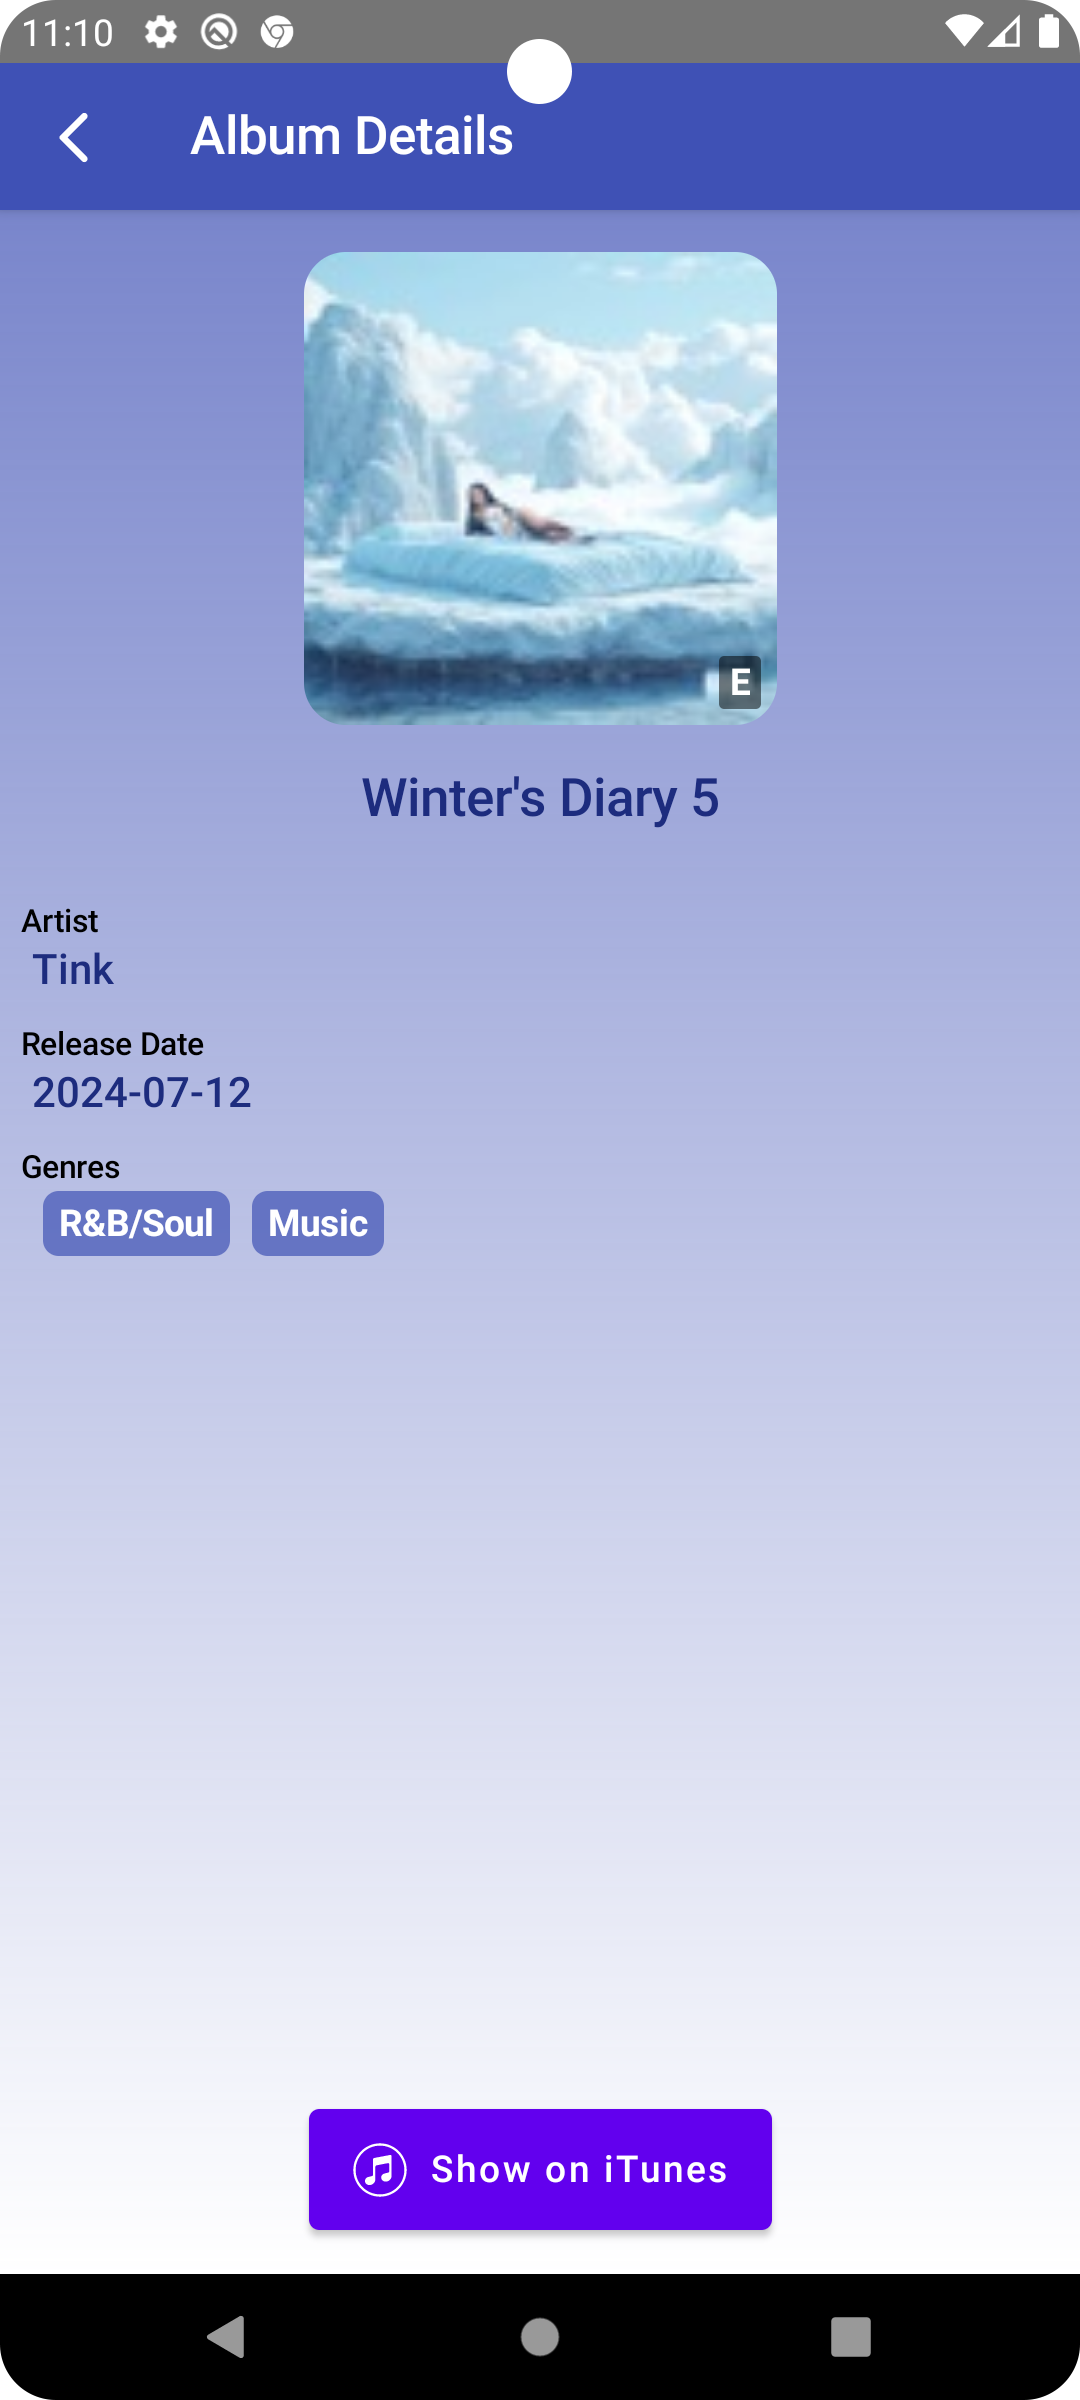 11:10
Album Details
E
Winter's Diary 5
Artist
Tink
Release Date
2024-07-12
Genres
R&B/Soul Music
Show on iTunes